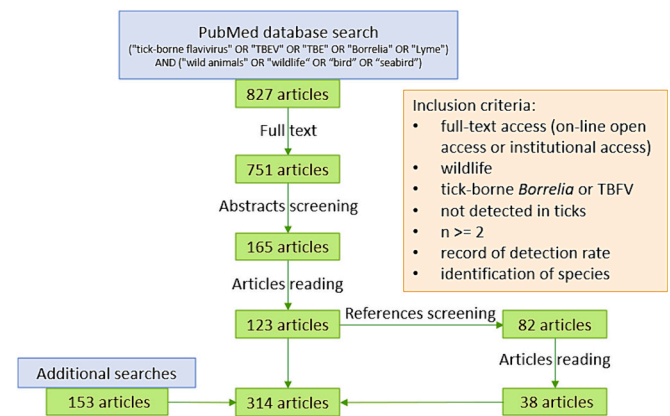 PubMed database search
("tick-borne flavivirus" OR "TBEV" OR "TBE" OR "Borrelia" OR "Lyme")
AND ("wild animals" OR "wildlife" OR "bird" OR "seabird")
827 articles
Full text
751 articles
Abstracts screening
165 articles
Articles reading
123 articles
References screening
82 articles
Articles reading
38 articles
Additional searches
153 articles
314 articles
Inclusion criteria:
• full-text access (on-line open
access or institutional access)
• wildlife
• tick-borne Borrelia or TBFV
• not detected in ticks
• n >= 2
• record of detection rate
• identification of species